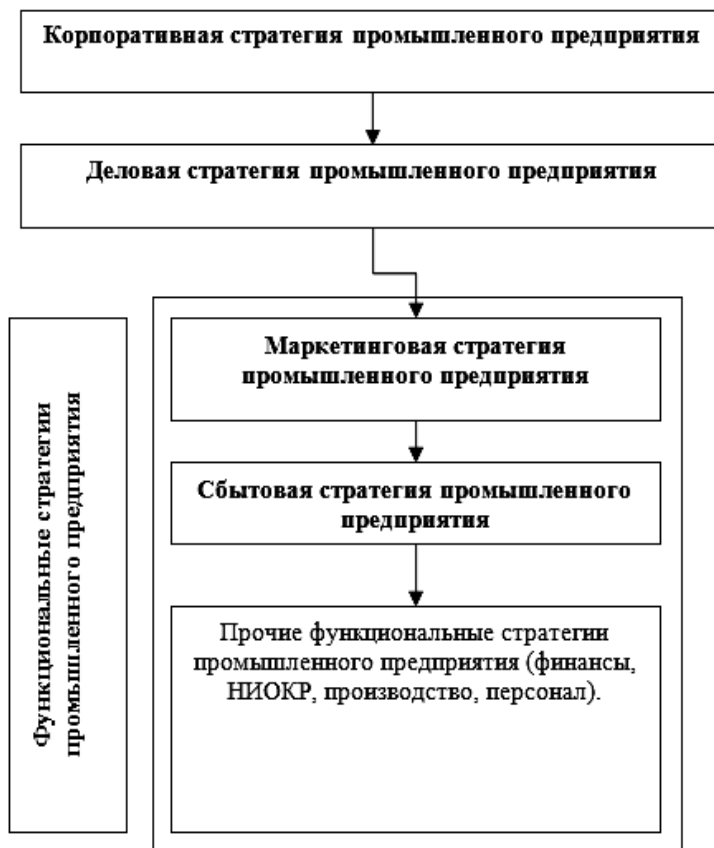 Корпоративная стратегия промышленного предприятия
Деловая стратегия промышленного предприятия
Функциональные стратегии
промышленного предприятия
Маркетинговая стратегия
промышленного предприятия
Сбытовая стратегия промышленного
предприятия
Прочие функциональные стратегии
промышленного предприятия (финансы,
НИОКР, производство, персонал).